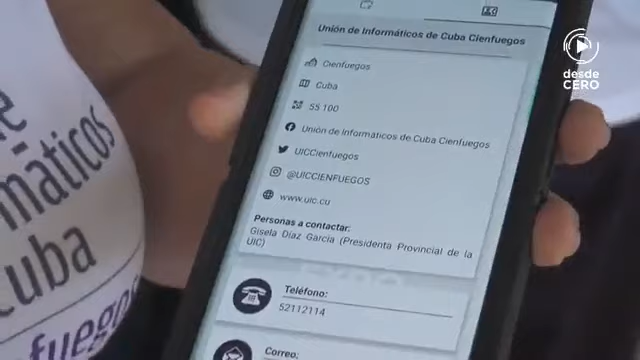 Unión de Informáticos de Cuba Cienfuegos
Cienfuegos
Cuba
55 100
Unión de Informáticos de Cuba Cienfuegos
UICCienfuegos
@UICCIENFUEGOS
www.uic.cu
Personas a contactar:
Gisela Díaz García (Presidenta Provincial de la
UIC)
Teléfono:
52112114
Correo:
desde
CERO
e
máticos
Cuba
fuegos